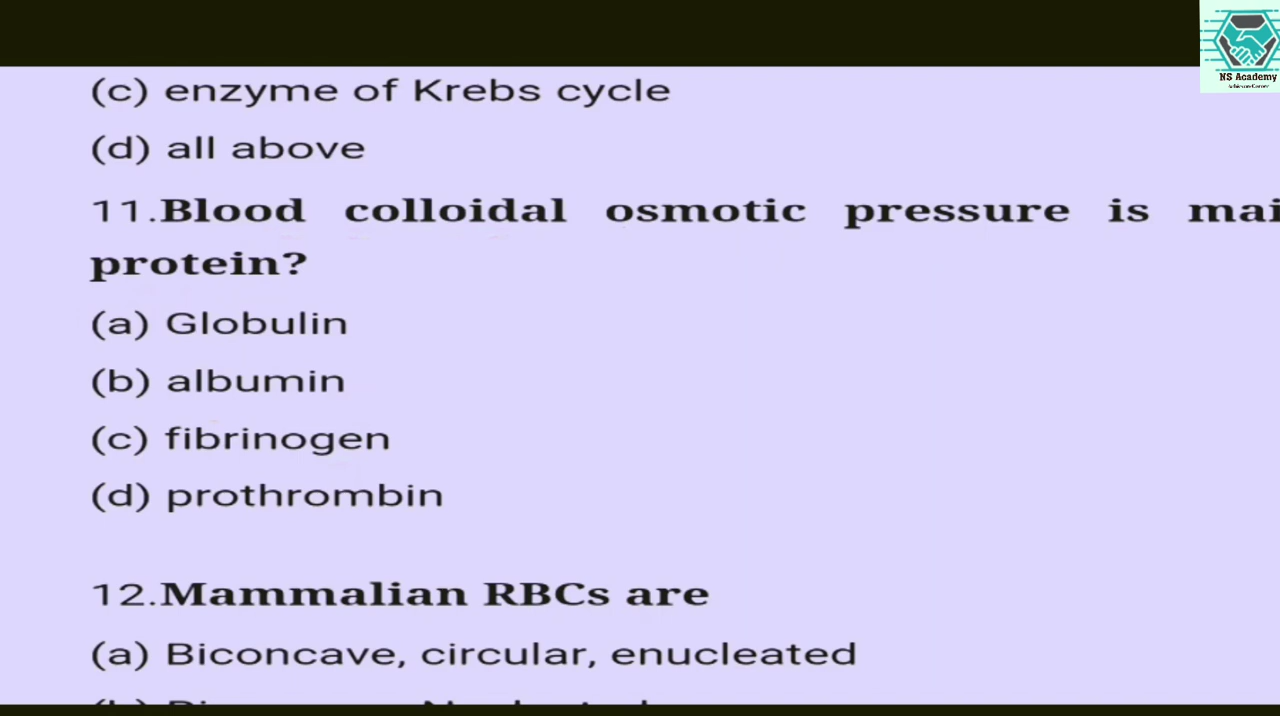 NS Academy
(c) enzyme of Krebs cycle
(d) all above
11.Blood colloidal osmotic pressure is
protein?
(a) Globulin
(b) albumin
(c) fibrinogen
(d) prothrombin
12.Mammalian RBCs are
(a) Biconcave, circular, enucleated